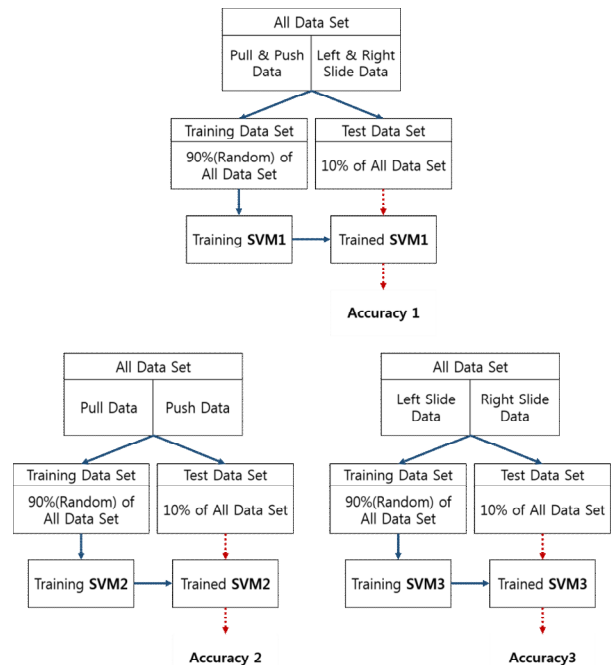 All Data Set
Pull & Push
Data
Left & Right
Slide Data
Training Data Set
90%(Random) of
All Data Set
Test Data Set
10% of All Data Set
Training SVM1
Trained SVM1
Accuracy 1
All Data Set
Pull Data
Push Data
Training Data Set
90%(Random) of
All Data Set
Test Data Set
10% of All Data Set
Training SVM2
Trained SVM2
Accuracy 2
All Data Set
Left Slide
Data
Right Slide
Data
Training Data Set
90%(Random) of
All Data Set
Test Data Set
10% of All Data Set
Training SVM3
Trained SVM3
Accuracy3